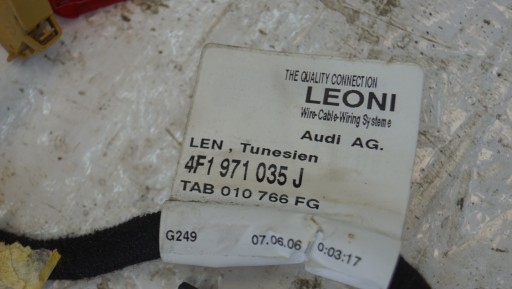 THE QUALITY CONNECTION
LEONI
Wire-Cable-Wiring Systeme
Audi AG.
LEN, Tunesien
4F1 971 035 J
TAB 010 766 FG
G249 07.06.06 0:03:17